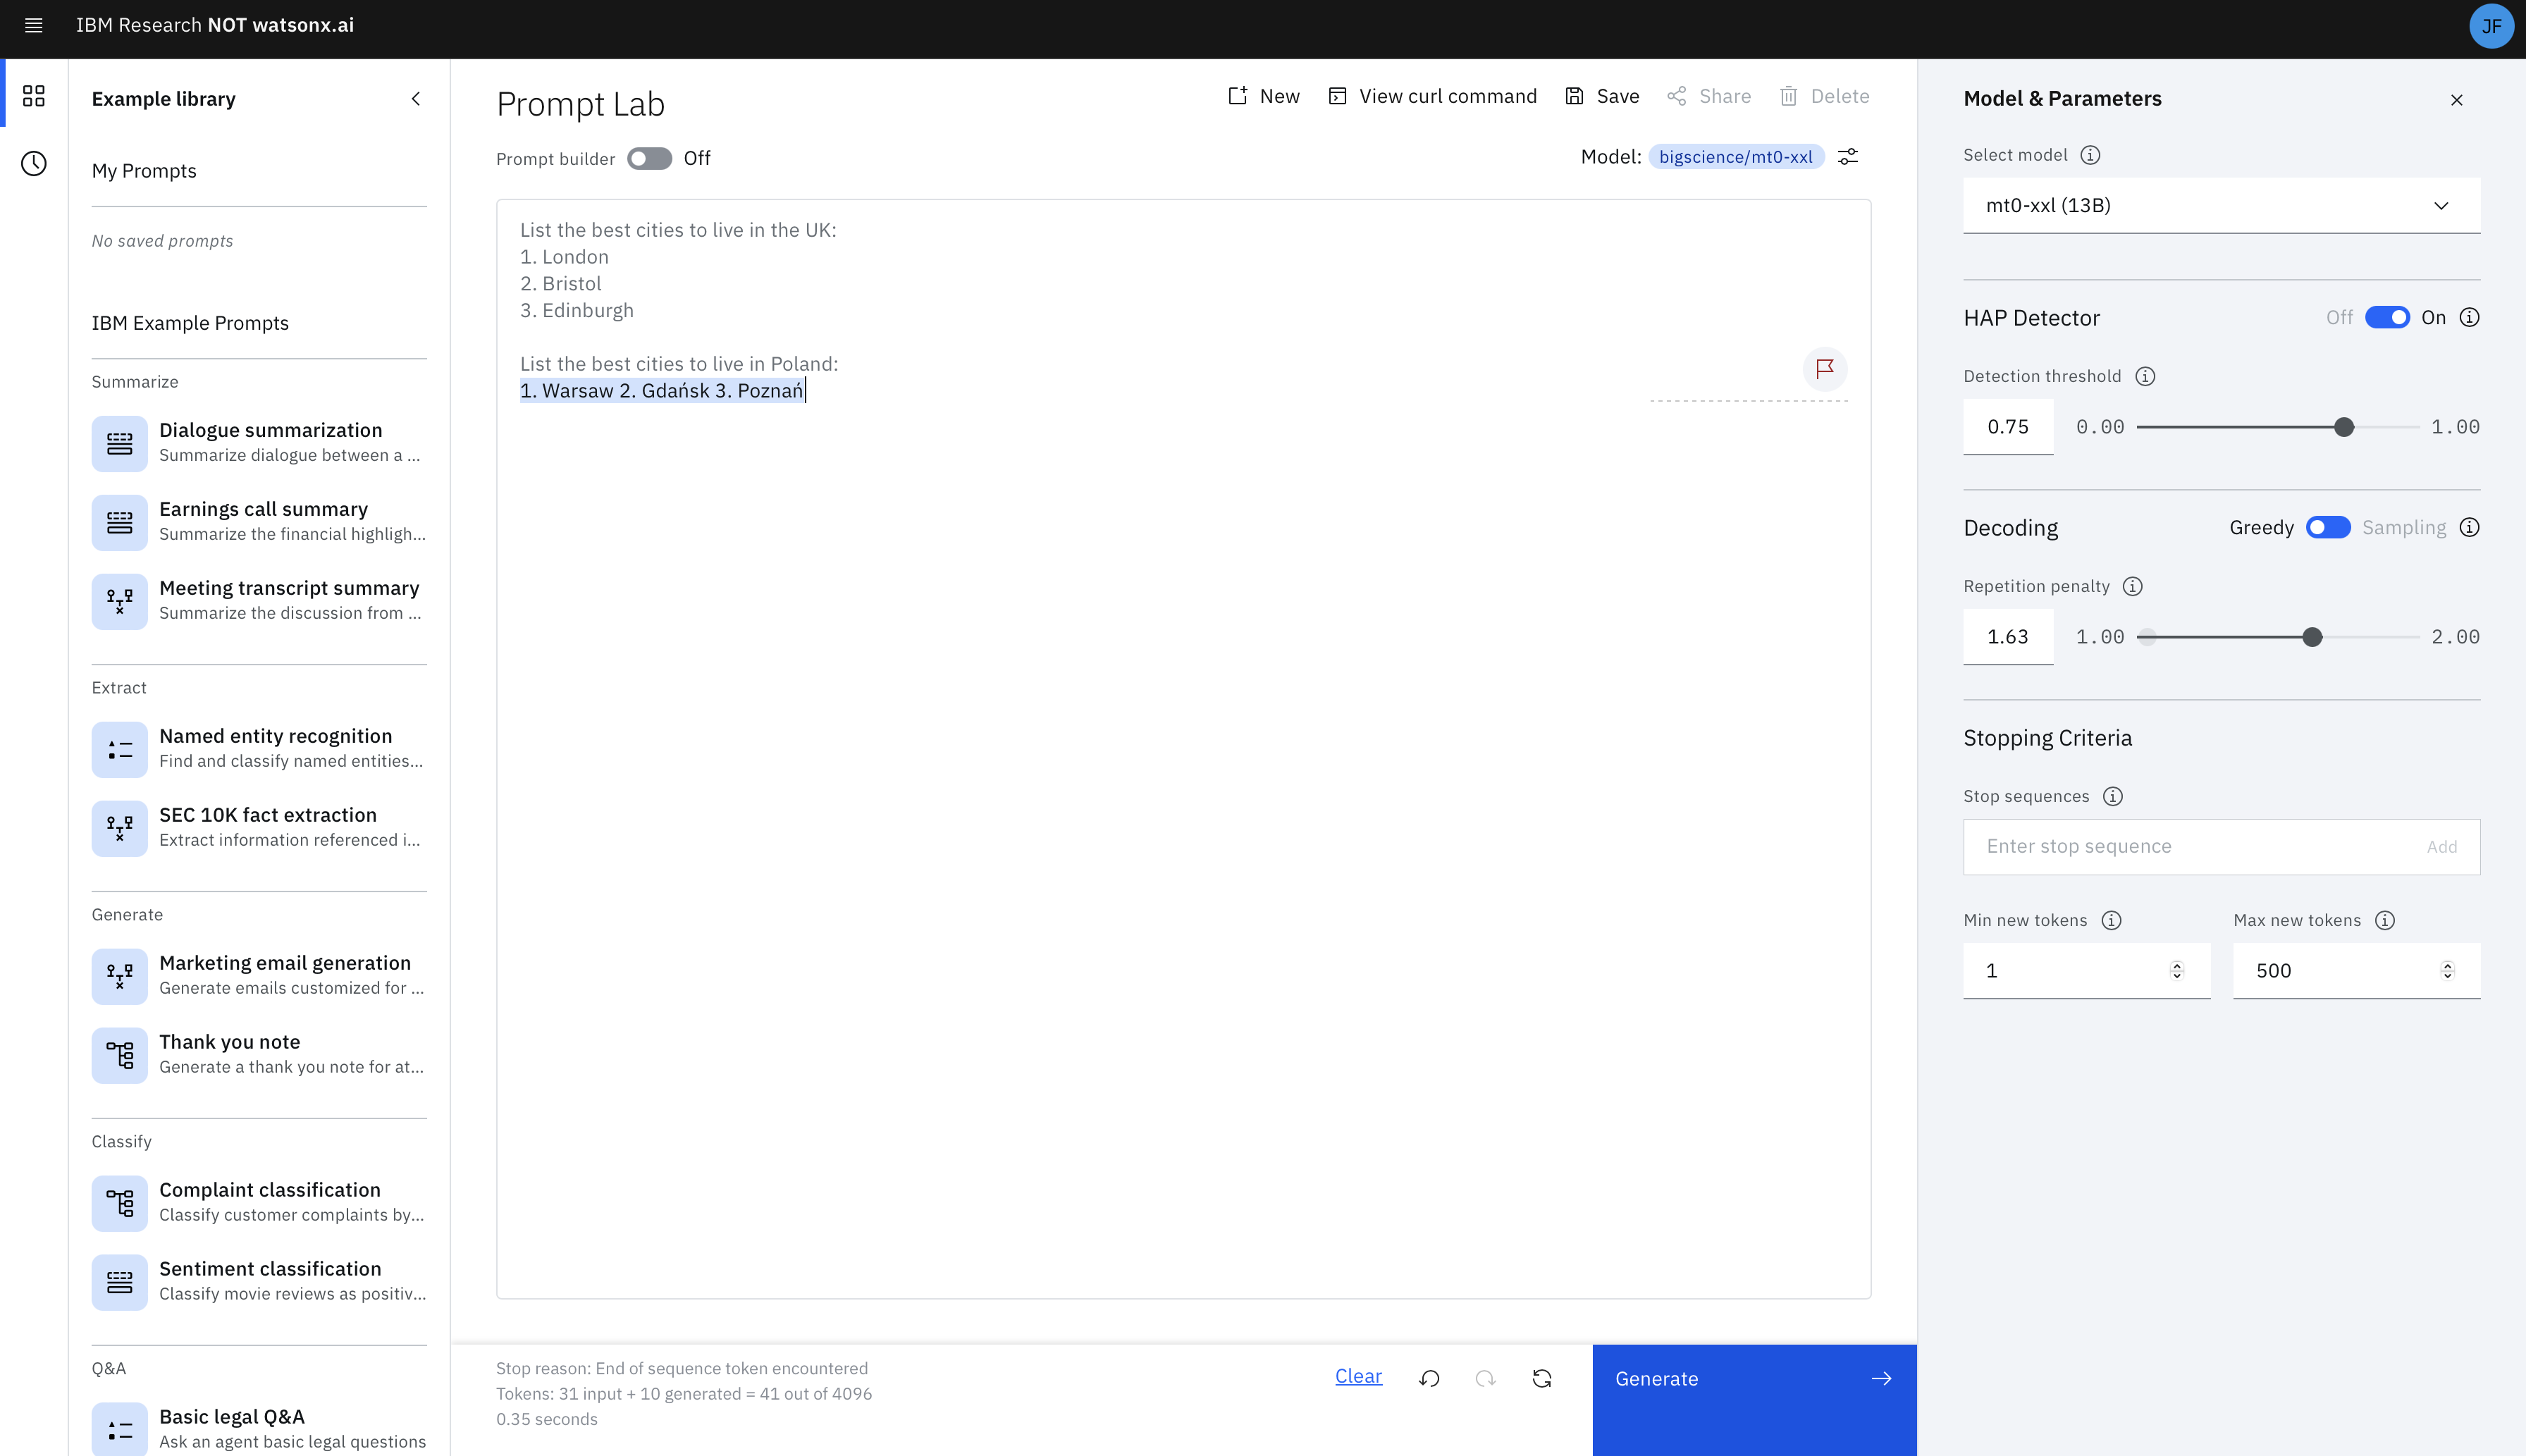 IBM Research NOT watsonx.ai
JF
Example library
My Prompts
No saved prompts
IBM Example Prompts
Summarize
Dialogue summarization
Summarize dialogue between a ...
Earnings call summary
Summarize the financial highligh...
Meeting transcript summary
Summarize the discussion from ...
Extract
Named entity recognition
Find and classify named entities...
SEC 10K fact extraction
Extract information referenced i...
Generate
Marketing email generation
Generate emails customized for ...
Thank you note
Generate a thank you note for at...
Classify
Complaint classification
Classify customer complaints by...
Sentiment classification
Classify movie reviews as positiv...
Q&A
Basic legal Q&A
Ask an agent basic legal questions
Prompt Lab
New
View curl command
Save
Share
Delete
Prompt builder Off
Model: bigscience/mt0-xxl
List the best cities to live in the UK:
1. London
2. Bristol
3. Edinburgh
List the best cities to live in Poland:
1. Warsaw 2. Gdańsk 3. Poznań
Stop reason: End of sequence token encountered
Tokens: 31 input + 10 generated = 41 out of 4096
0.35 seconds
Clear
Generate
Model & Parameters
Select model
mt0-xxl (13B)
HAP Detector Off On
Detection threshold
0.75 0.00 1.00
Decoding Greedy Sampling
Repetition penalty
1.63 1.00 2.00
Stopping Criteria
Stop sequences
Enter stop sequence Add
Min new tokens Max new tokens
1 500